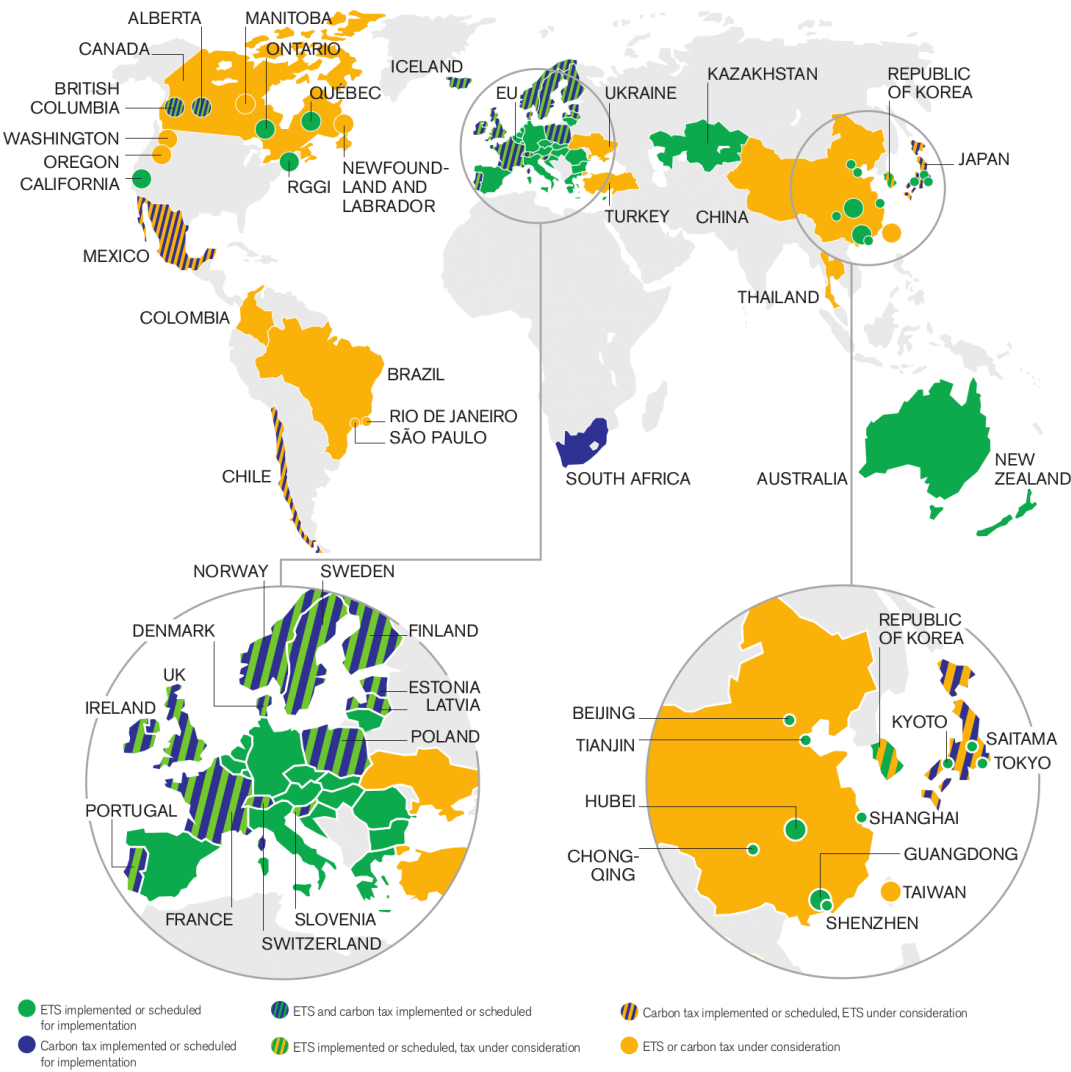 ALBERTA
MANITOBA
CANADA
ONTARIO
ICELAND
BRITISH
COLUMBIA
QUÉBEC
EU
UKRAINE
KAZAKHSTAN
REPUBLIC
OF KOREA
WASHINGTON
OREGON
CALIFORNIA
RGGI
NEWFOUND-
LAND AND
LABRADOR
JAPAN
TURKEY
CHINA
MEXICO
THAILAND
COLOMBIA
BRAZIL
RIO DE JANEIRO
SÃO PAULO
CHILE
SOUTH AFRICA
AUSTRALIA
NEW
ZEALAND
NORWAY
SWEDEN
DENMARK
FINLAND
UK
IRELAND
ESTONIA
LATVIA
POLAND
PORTUGAL
FRANCE
SLOVENIA
SWITZERLAND
REPUBLIC
OF KOREA
BEIJING
TIANJIN
KYOTO
SAITAMA
TOKYO
HUBEI
SHANGHAI
CHONG-
QING
GUANGDONG
TAIWAN
SHENZHEN
ETS implemented or scheduled
for implementation
Carbon tax implemented or scheduled
for implementation
ETS and carbon tax implemented or scheduled
ETS implemented or scheduled, tax under consideration
Carbon tax implemented or scheduled, ETS under consideration
ETS or carbon tax under consideration